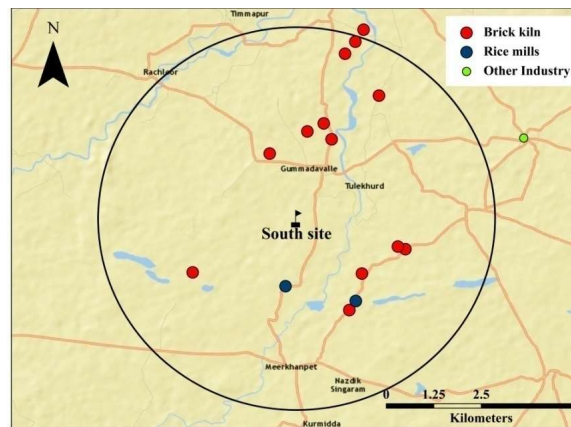 Timmapur
N
Brick kiln
Rice mills
Other Industry
Rachloor
Gummadavalle
Tulekhurd
South site
Meerkhanpet
Nazdik
Singaram
0 1.25 2.5
Kilometers
Kurmidda